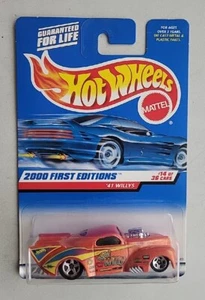 GUARANTEED
FOR LIFE
Hot Wheels
MATTEL
2000 FIRST EDITIONS
'41 WILLYS
#14 of
36 CARS